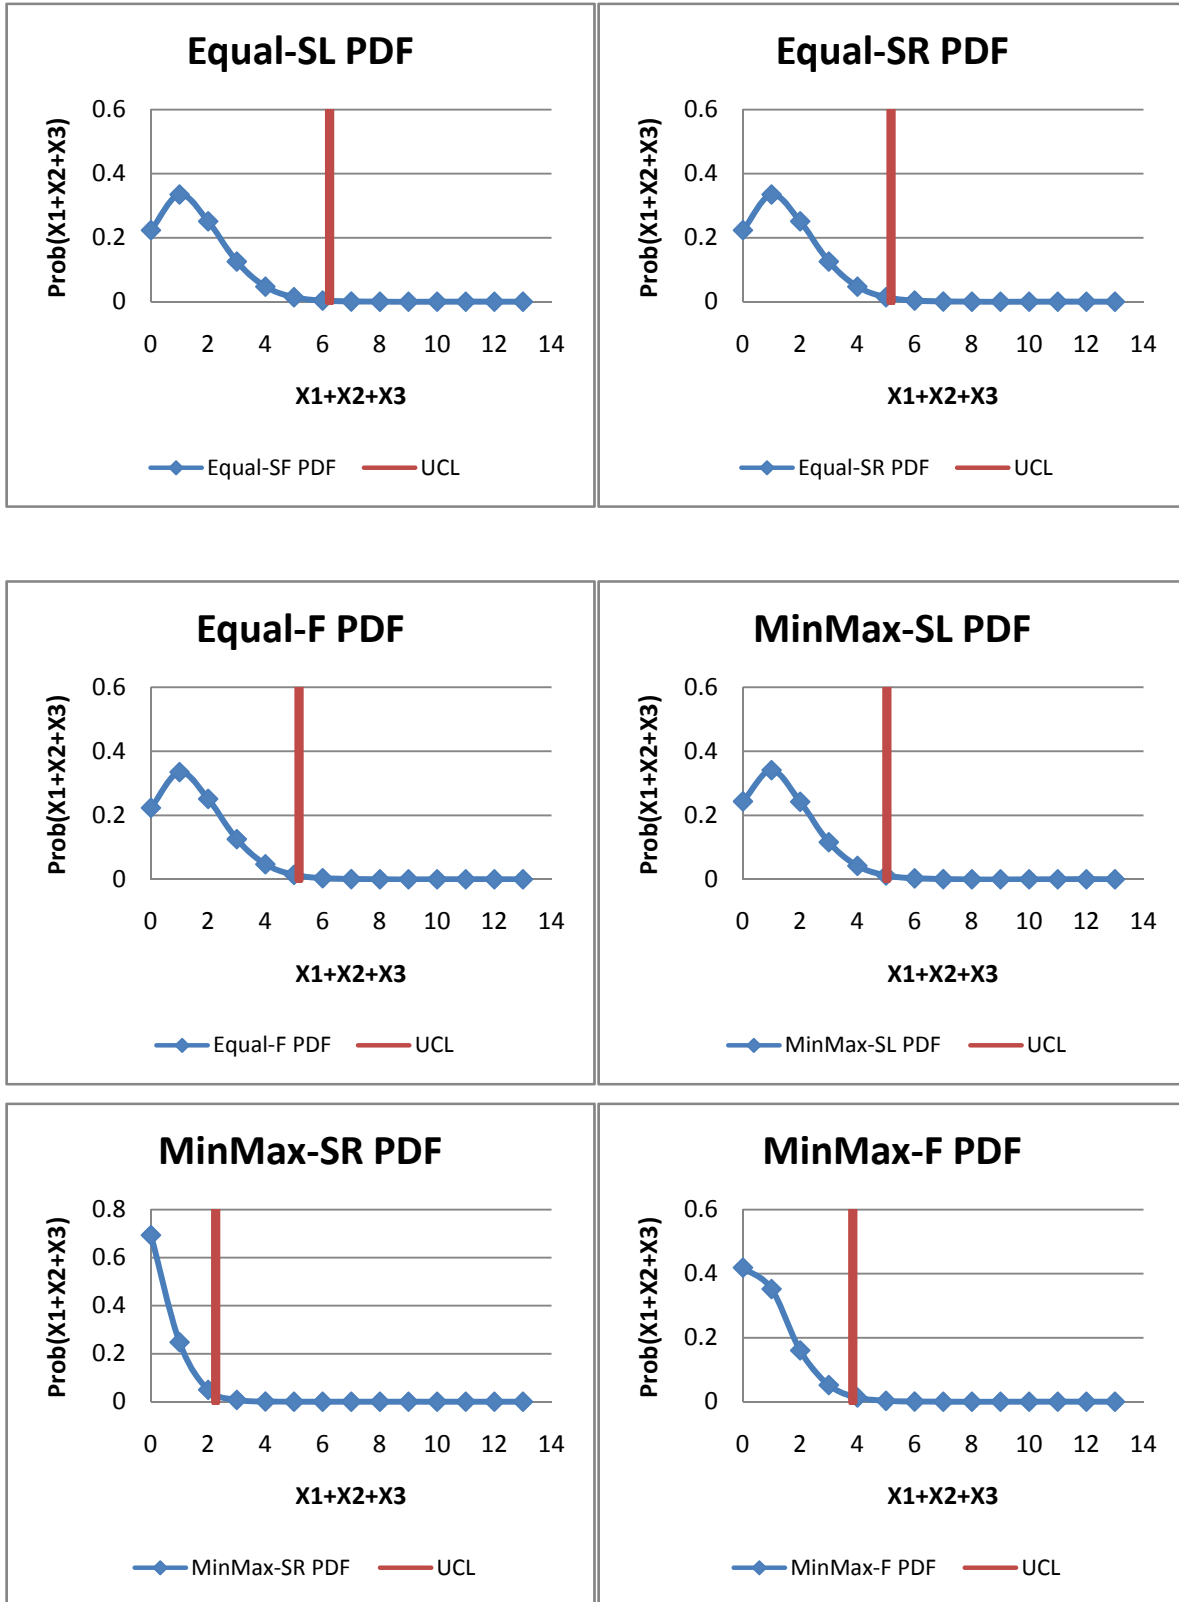 Equal-SL PDF
Prob(X1+X2+X3)
0.6
0.4
0.2
0
0 2 4 6 8 10 12 14
X1+X2+X3
Equal-SF PDF UCL
Equal-SR PDF
Prob(X1+X2+X3)
0.6
0.4
0.2
0
0 2 4 6 8 10 12 14
X1+X2+X3
Equal-SR PDF UCL
Equal-F PDF
Prob(X1+X2+X3)
0.6
0.4
0.2
0
0 2 4 6 8 10 12 14
X1+X2+X3
Equal-F PDF UCL
MinMax-SL PDF
Prob(X1+X2+X3)
0.6
0.4
0.2
0
0 2 4 6 8 10 12 14
X1+X2+X3
MinMax-SL PDF UCL
MinMax-SR PDF
Prob(X1+X2+X3)
0.8
0.6
0.4
0.2
0
0 2 4 6 8 10 12 14
X1+X2+X3
MinMax-SR PDF UCL
MinMax-F PDF
Prob(X1+X2+X3)
0.6
0.4
0.2
0
0 2 4 6 8 10 12 14
X1+X2+X3
MinMax-F PDF UCL